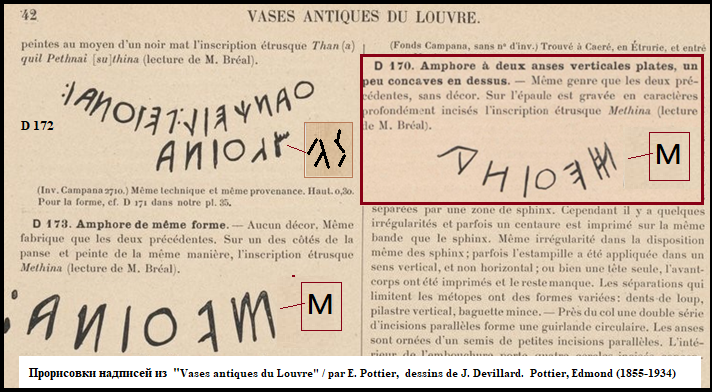 42
VASES ANTIQUES DU LOUVRE.
peintes au moyen d'un noir mat l'inscription étrusque Than (a)
quil Pethnai [su]thina (lecture de M. Bréal).
D 172
(Inv. Campana 2710.) Même technique et même provenance. Haut. 0,30.
Pour la forme, cf. D 171 dans notre pl. 35.
D 173. Amphore de même forme. — Aucun décor. Même
fabrique que les deux précédentes. Sur un des côtés de la
panse et peinte de la même manière, l'inscription étrusque
Methina (lecture de M. Bréal).
M
(Fonds Campana, sans n° d'inv.) Trouvé à Caeré, en Étrurie, et entré
D 170. Amphore à deux anses verticales plates, un
peu concaves en dessus. — Même genre que les deux pré-
cédentes, sans décor. Sur l'épaule est gravée en caractères
profondément incisés l'inscription étrusque Methina (lecture
de M. Bréal).
M
séparées par une zone de sphinx. Cependant il y a quelques
irrégularités et parfois un centaure est imprimé sur la même
bande que le sphinx. Même irrégularité dans la disposition
même des sphinx; parfois l'estampille a été appliquée dans un
sens vertical, et non horizontal; ou bien une tête seule, l'avant-
corps ont été imprimés et le reste manque. Les séparations qui
limitent les métopes ont des formes variées: dents de loup,
pilastre vertical, baguette mince. — Près du col une double série
d'incisions parallèles forme une guirlande circulaire. Les anses
sont ornées d'un semis de petites incisions parallèles. L'inté-
Прорисовки надписей из "Vases antiques du Louvre" / par E. Pottier, dessins de J. Devillard. Pottier, Edmond (1855-1934)